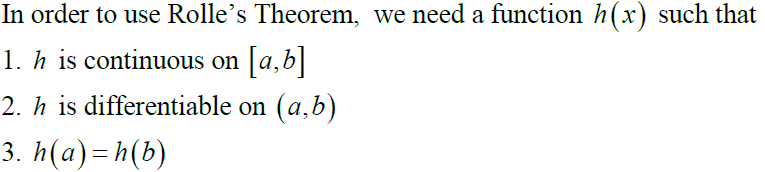 In order to use Rolle’s Theorem, we need a function h(x) such that
1. h is continuous on [a,b]
2. h is differentiable on (a,b)
3. h(a)=h(b)